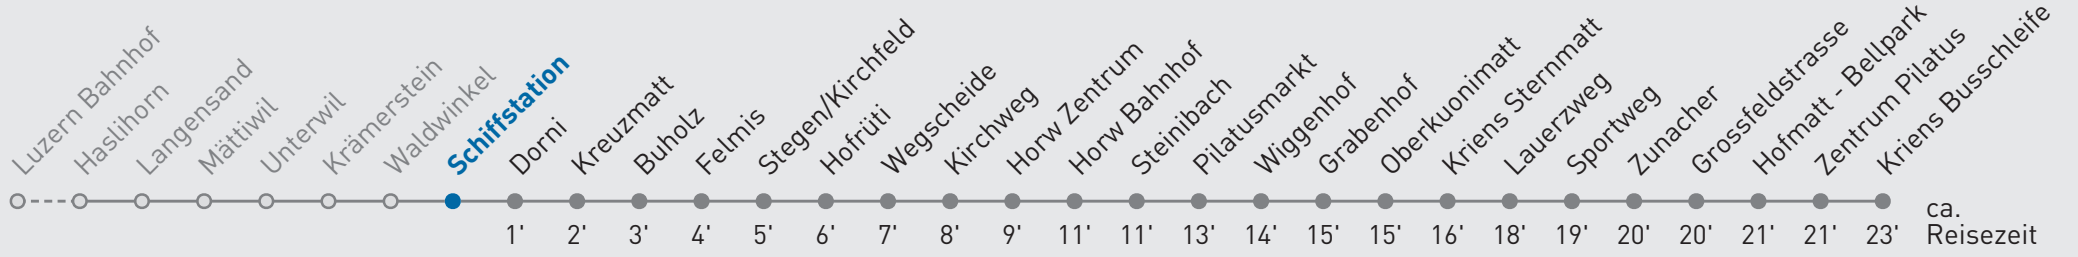 Luzern Bahnhof
Haslihorn
Langensand
Mättiwil
Unterwil
Krämerstein
Waldwinkel
Schiffstation
Dorni
Kreuzmatt
Buholz
Felmis
Stegen/Kirchfeld
Hofrüti
Wegscheide
Kirchweg
Horw Zentrum
Horw Bahnhof
Steinibach
Pilatusmarkt
Wiggenhof
Grabenhof
Oberkuonimatt
Kriens Sternmatt
Lauerzweg
Sportweg
Zunacher
Grossfeldstrasse
Hofmatt - Bellpark
Zentrum Pilatus
Kriens Busschleife
1' 2' 3' 4' 5' 6' 7' 8' 9' 11' 11' 13' 14' 15' 15' 16' 18' 19' 20' 20' 21' 21' 23'
ca.
Reisezeit